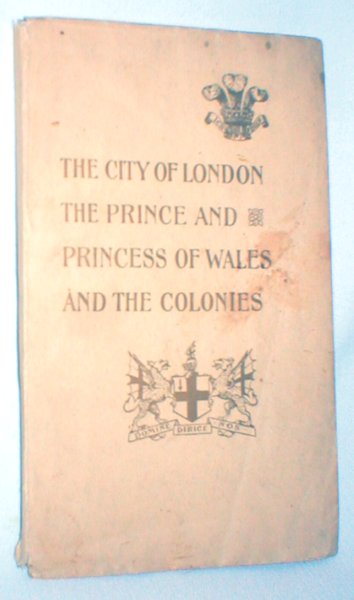 THE CITY OF LONDON
THE PRINCE AND
PRINCESS OF WALES
AND THE COLONIES
DOMINE DIRIGE NOS